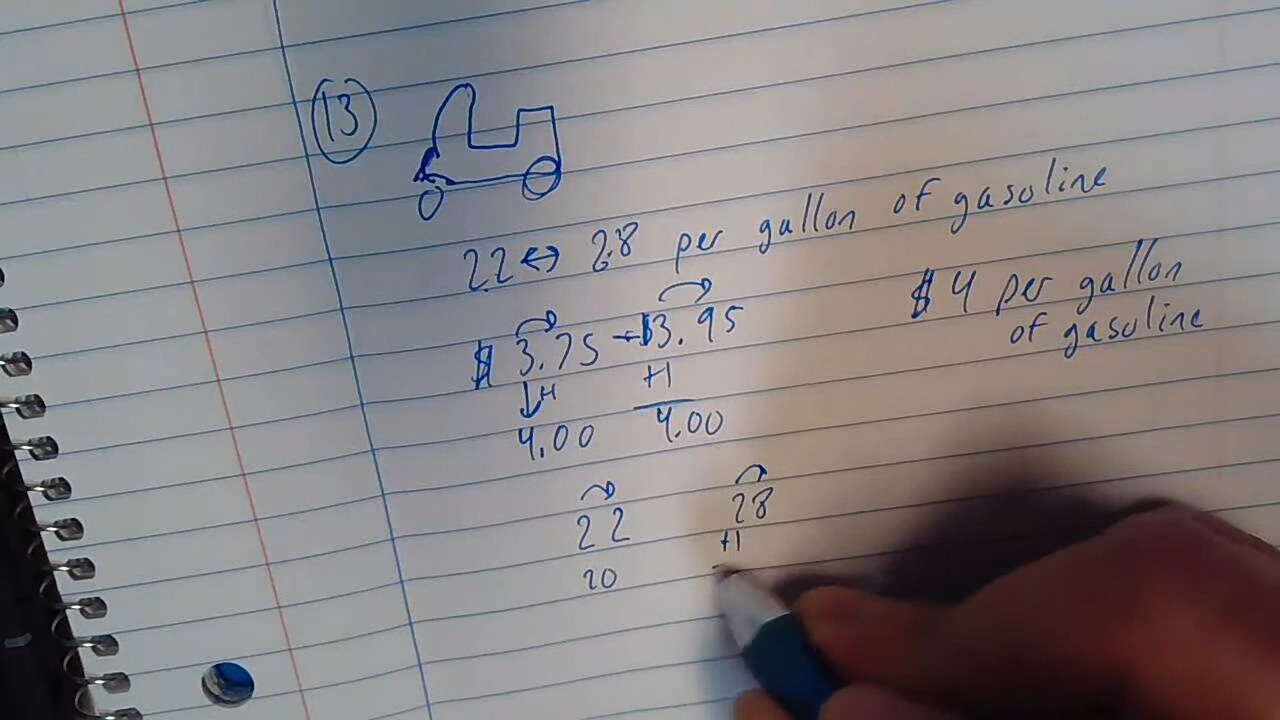 13
22 ↔ 28 per gallon of gasoline
$4 per gallon
of gasoline
$ 3.75 - $3.95
+1 +1
4.00 4.00
22 28
+1
20